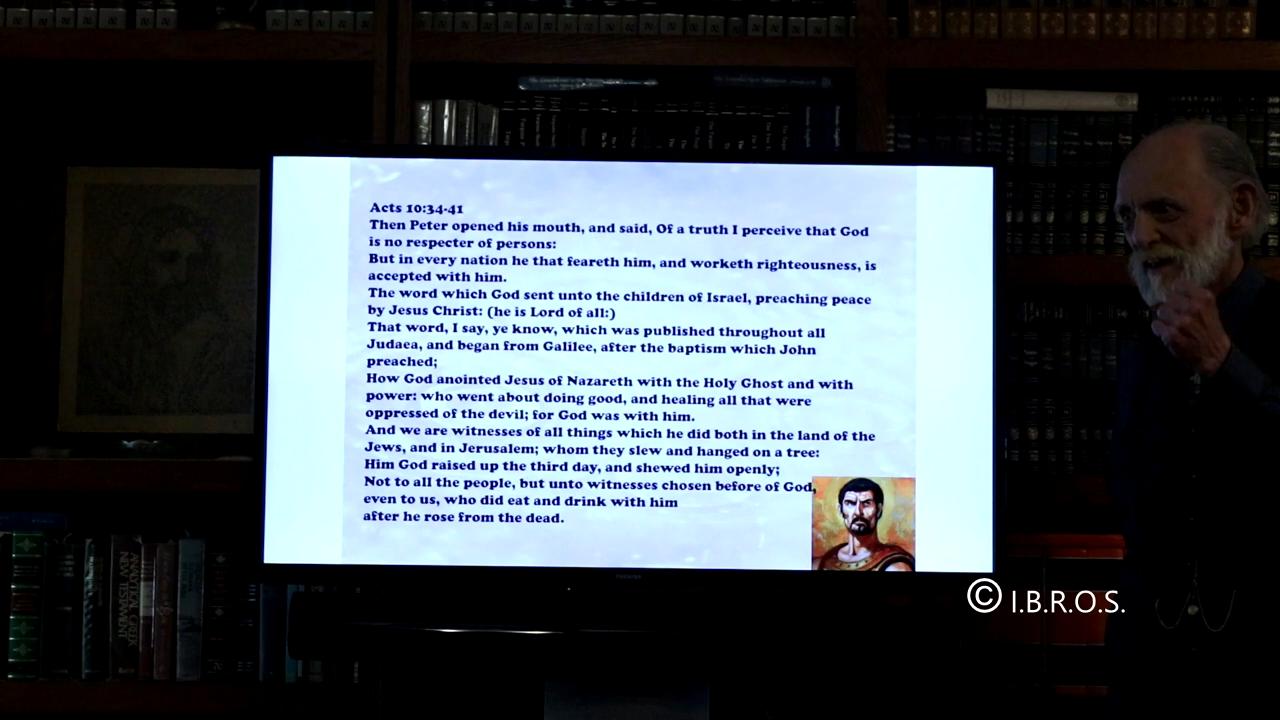 Acts 10:34-41
Then Peter opened his mouth, and said, Of a truth I perceive that God
is no respecter of persons:
But in every nation he that feareth him, and worketh righteousness, is
accepted with him.
The word which God sent unto the children of Israel, preaching peace
by Jesus Christ: (he is Lord of all:)
That word, I say, ye know, which was published throughout all
Judaea, and began from Galilee, after the baptism which John
preached;
How God anointed Jesus of Nazareth with the Holy Ghost and with
power: who went about doing good, and healing all that were
oppressed of the devil; for God was with him.
And we are witnesses of all things which he did both in the land of the
Jews, and in Jerusalem; whom they slew and hanged on a tree:
Him God raised up the third day, and shewed him openly;
Not to all the people, but unto witnesses chosen before of God,
even to us, who did eat and drink with him
after he rose from the dead.
ANALYTICAL GREEK
NEW TESTAMENT
© I.B.R.O.S.